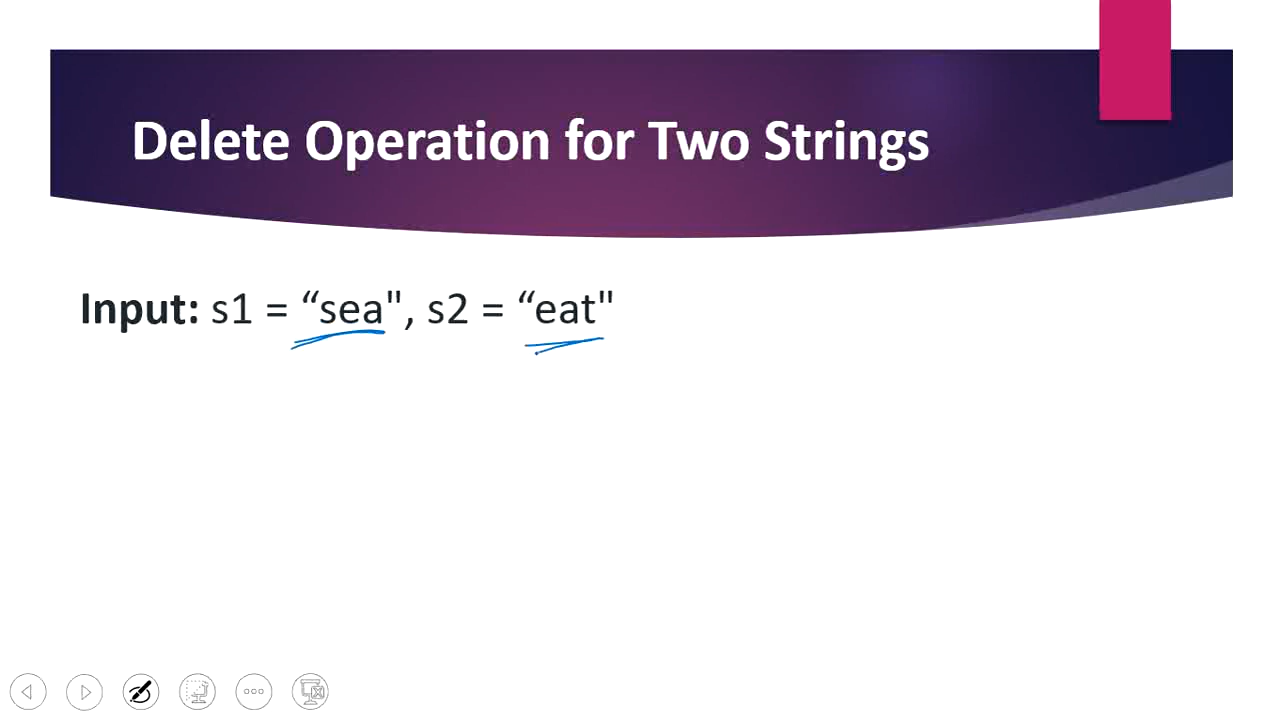 Delete Operation for Two Strings
Input: s1 = “sea", s2 = “eat"